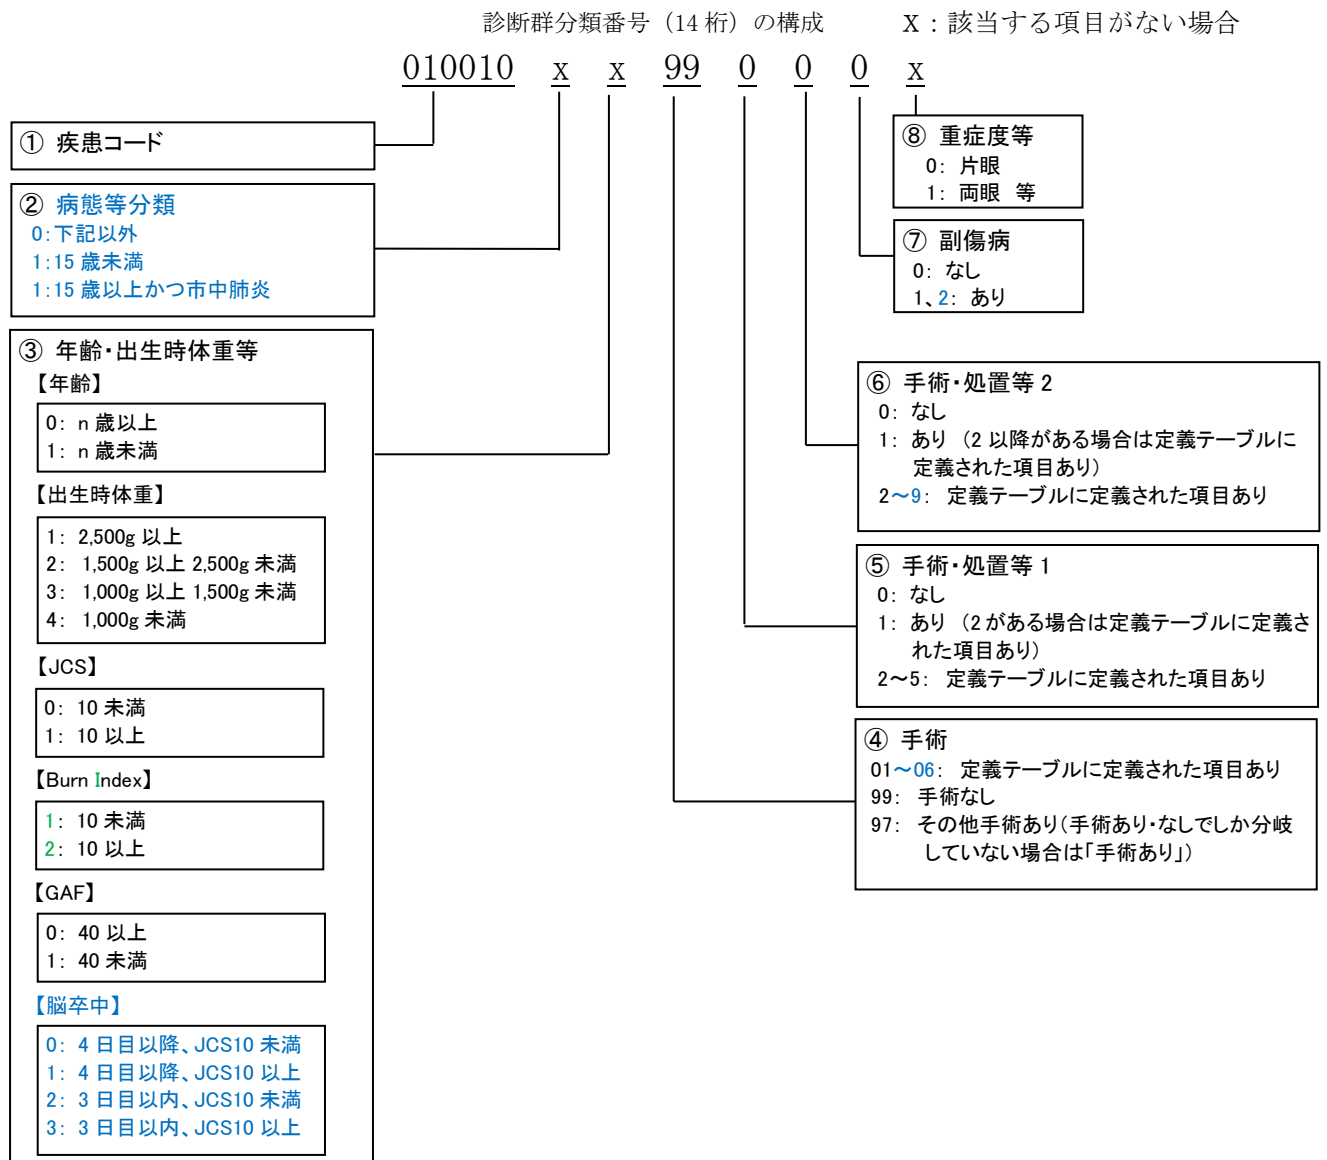 診断群分類番号（14 桁）の構成 X：該当する項目がない場合
010010 x x 99 0 0 0 x
① 疾患コード
② 病態等分類
0：下記以外
1：15 歳未満
1：15 歳以上かつ市中肺炎
③ 年齢・出生時体重等
【年齢】
0： n 歳以上
1： n 歳未満
【出生時体重】
1： 2,500g 以上
2： 1,500g 以上 2,500g 未満
3： 1,000g 以上 1,500g 未満
4： 1,000g 未満
【JCS】
0： 10 未満
1： 10 以上
【Burn Index】
1： 10 未満
2： 10 以上
【GAF】
0： 40 以上
1： 40 未満
【脳卒中】
0： 4 日目以降、JCS10 未満
1： 4 日目以降、JCS10 以上
2： 3 日目以内、JCS10 未満
3： 3 日目以内、JCS10 以上
⑧ 重症度等
0： 片眼
1： 両眼 等
⑦ 副傷病
0： なし
1、2： あり
⑥ 手術・処置等 2
0： なし
1： あり （2 以降がある場合は定義テーブルに
定義された項目あり）
2～9： 定義テーブルに定義された項目あり
⑤ 手術・処置等 1
0： なし
1： あり （2 がある場合は定義テーブルに定義さ
れた項目あり）
2～5： 定義テーブルに定義された項目あり
④ 手術
01～06： 定義テーブルに定義された項目あり
99： 手術なし
97： その他手術あり（手術あり・なしでしか分岐
していない場合は「手術あり」）